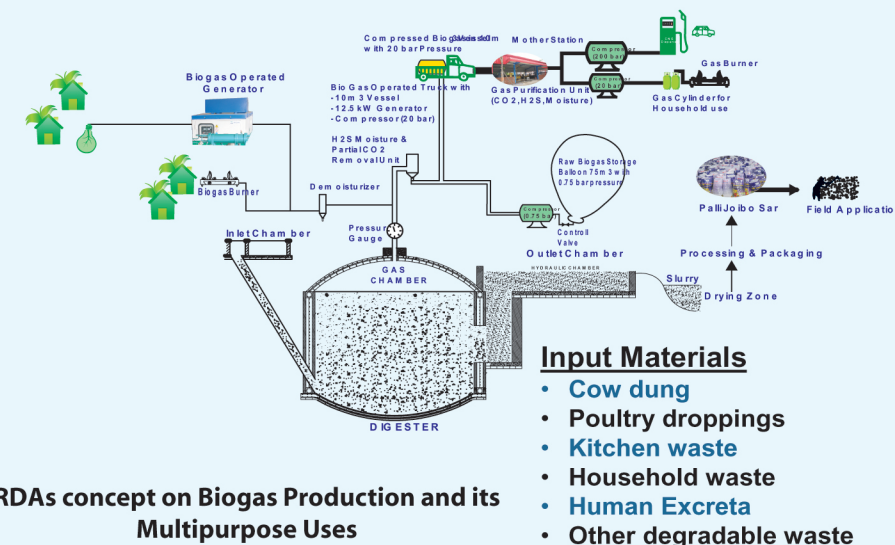 Compressed Biogas in 10m
with 20 bar Pressure
Mother Station
Compressor
(200 bar)
Compressor
(20 bar)
Gas Burner
Gas Purification Unit
(CO2, H2S, Moisture)
Gas Cylinder for
Household use
Biogas Operated
Generator
Bio Gas Operated Truck with
-10m 3 Vessel
-12.5kW Generator
-Compressor(20 bar)
H2S Moisture &
Partial CO2
Removal Unit
Raw Biogas Storage
Balloon 75m 3 with
0.75 bar pressure
Biogas Burner
Demoisturizer
Compressor
(0.75 ba
Controll
Valve
Palli Joibo Sar
Field Applicatio
Pressur
Gauge
Inlet Chamber
Outlet Chamber
Processing & Packaging
GAS
CHAMBER
HYDRAULIC CHAMBER
Slurry
Drying Zone
DIGESTER
Input Materials
• Cow dung
• Poultry droppings
• Kitchen waste
• Household waste
• Human Excreta
• Other degradable waste
RDAs concept on Biogas Production and its
Multipurpose Uses